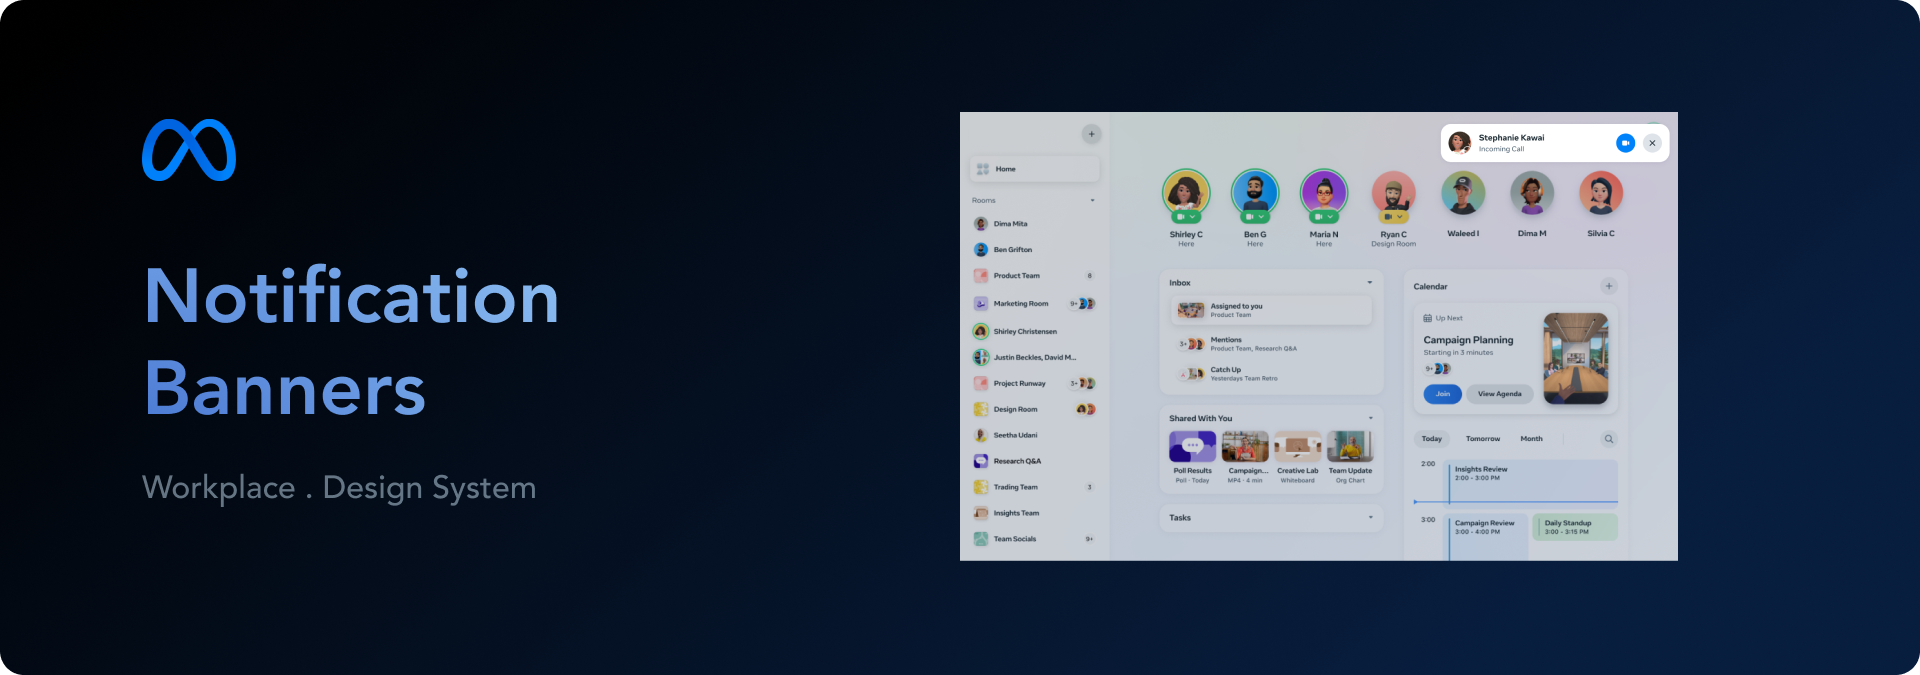 Notification
Banners
Workplace . Design System
Stephanie Kawai
Incoming Call
Home
Rooms
Dima Mita
Ben Grifton
Product Team
8
Marketing Room
9+
Shirley Christensen
Justin Beckles, David M...
Project Runway
3+
Design Room
Seetha Udani
Research Q&A
Trading Team
3
Insights Team
Team Socials
9+
Shirley C
Here
Ben G
Here
Maria N
Here
Ryan C
Design Room
Waleed I
Dima M
Silvia C
Inbox
Assigned to you
Product Team
3+
Mentions
Product Team, Research Q&A
Catch Up
Yesterdays Team Retro
Shared With You
Poll Results
Poll · Today
Campaign...
MP4 · 4 min
Creative Lab
Whiteboard
Team Update
Org Chart
Tasks
Calendar
Up Next
Campaign Planning
Starting in 3 minutes
9+
Join
View Agenda
Today
Tomorrow
Month
2:00
Insights Review
2:00 - 3:00 PM
3:00
Campaign Review
3:00 - 4:00 PM
Daily Standup
3:00 - 3:15 PM